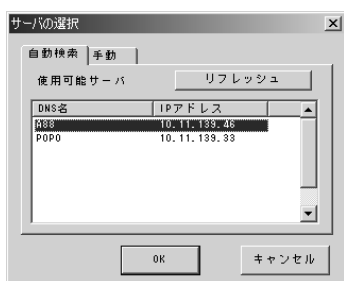 サーバの選択
自動検索 手動
使用可能サーバ リフレッシュ
DNS名 IPアドレス
M88 10.11.139.46
POPO 10.11.139.33
OK キャンセル